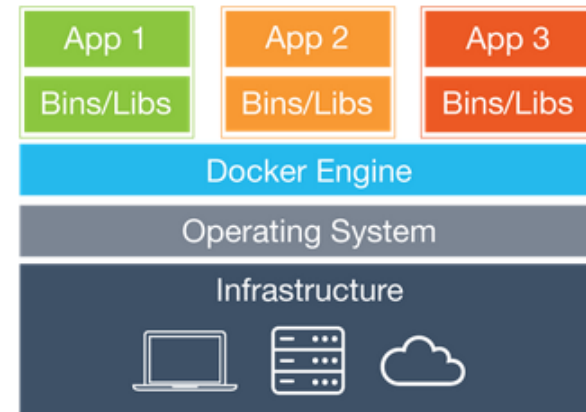 App 1
App 2
App 3
Bins/Libs
Bins/Libs
Bins/Libs
Docker Engine
Operating System
Infrastructure